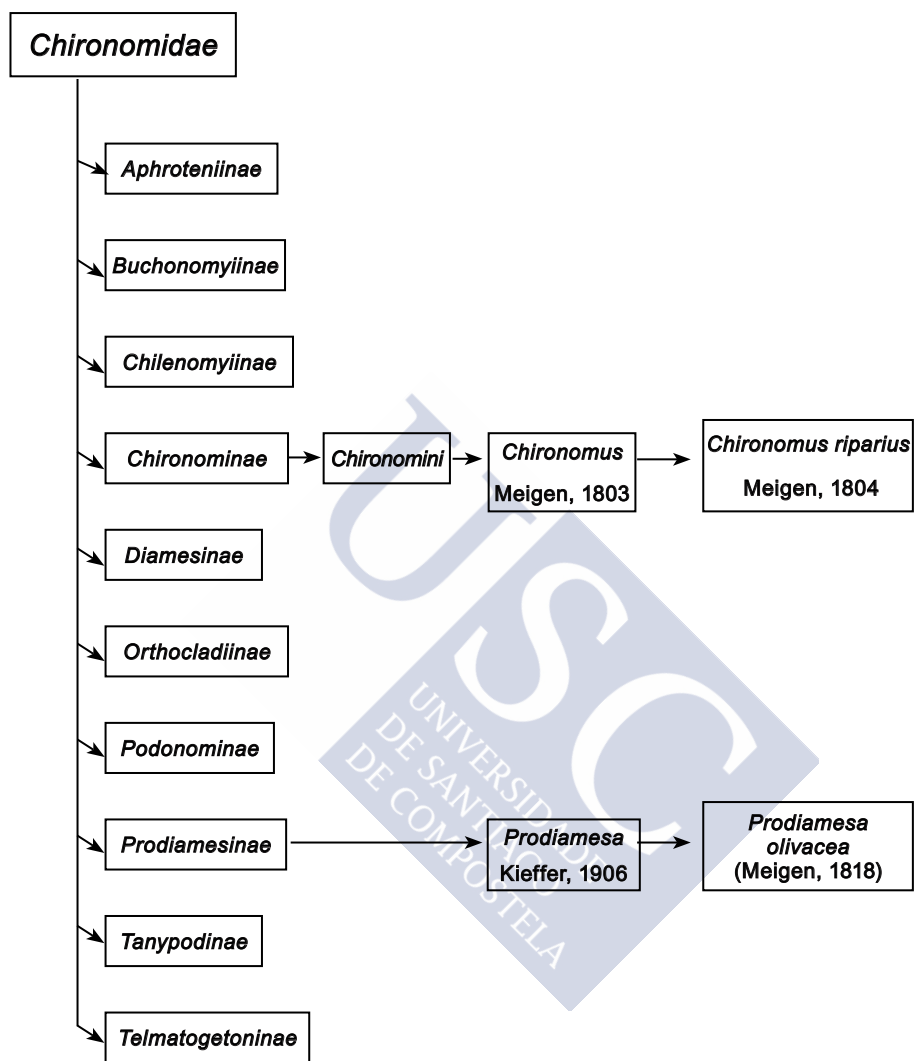 Chironomidae
Aphroteniinae
Buchonomyiinae
Chilenomyiinae
Chironominae
Chironomini
Chironomus
Meigen, 1803
Chironomus riparius
Meigen, 1804
Diamesinae
Orthocladiinae
Podonominae
Prodiamesinae
Prodiamesa
Kieffer, 1906
Prodiamesa
olivacea
(Meigen, 1818)
Tanypodinae
Telmatogetoninae
USC
UNIVERSIDADE
DE SANTIAGO
DE COMPOSTELA